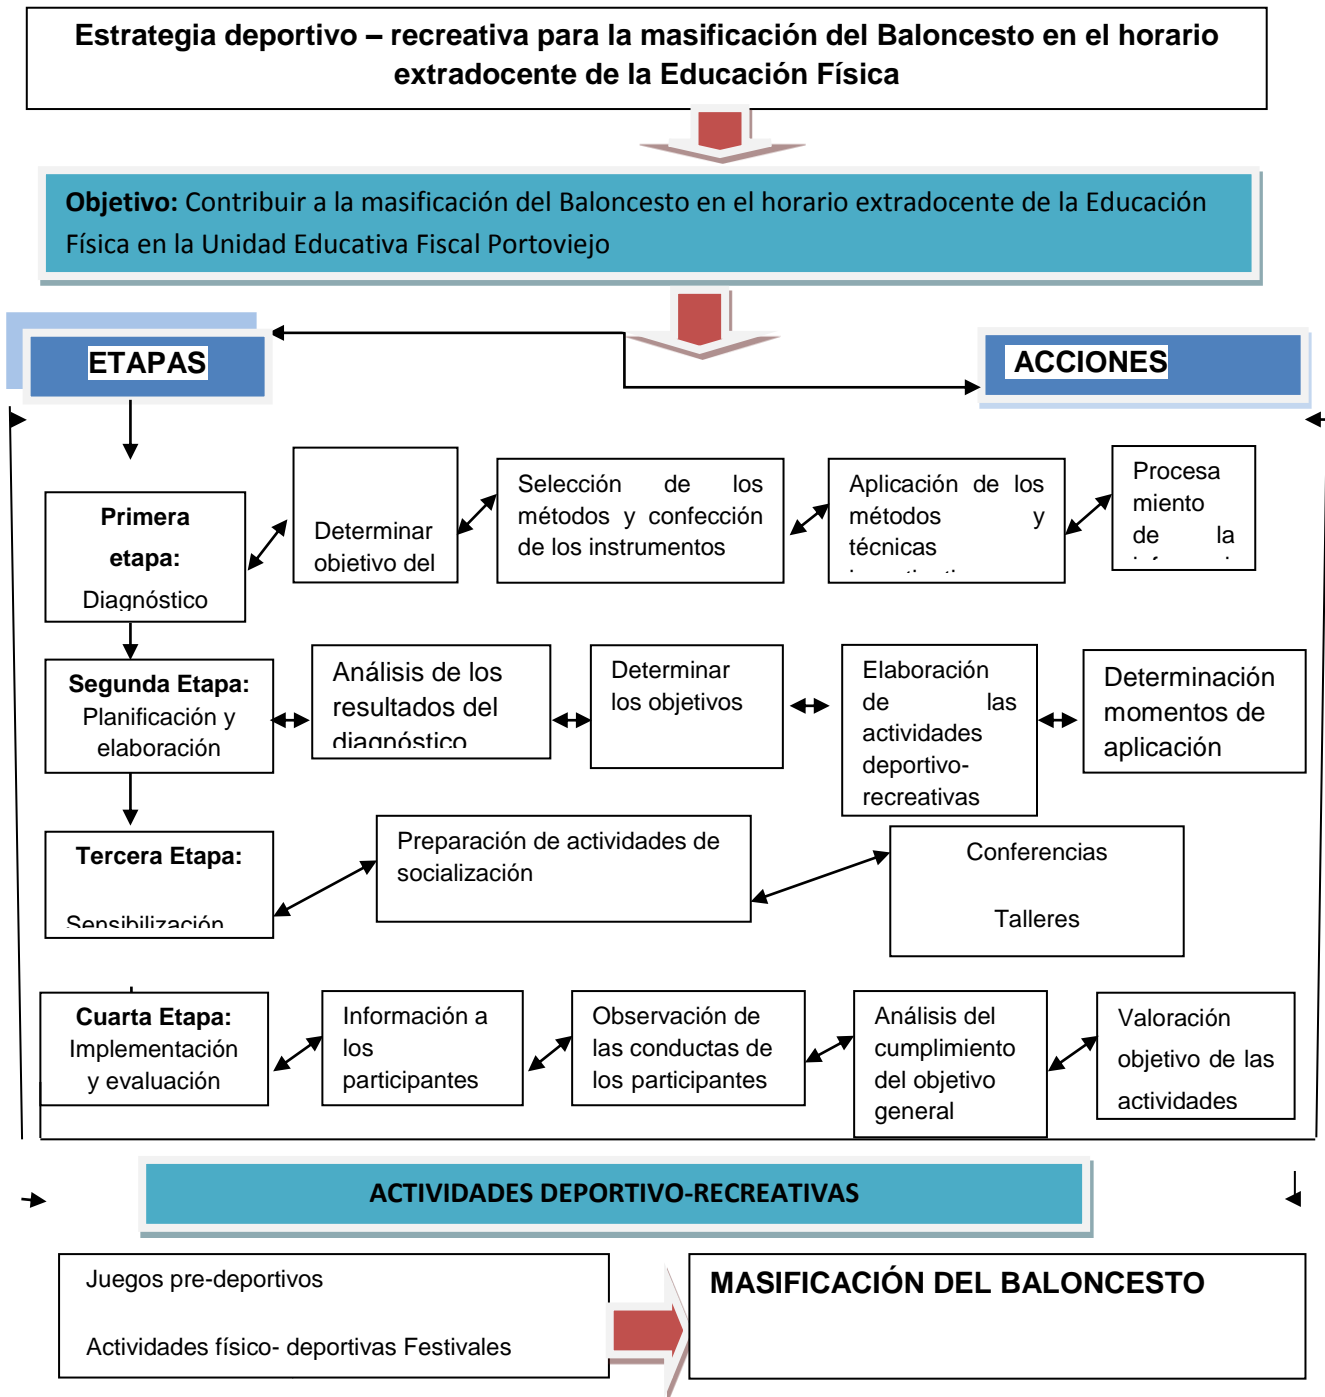 Estrategia deportivo – recreativa para la masificación del Baloncesto en el horario
extradocente de la Educación Física
Objetivo: Contribuir a la masificación del Baloncesto en el horario extradocente de la Educación
Física en la Unidad Educativa Fiscal Portoviejo
ETAPAS
ACCIONES
Primera
etapa:
Diagnóstico
Determinar
objetivo del
Selección de los
métodos y confección
de los instrumentos
Aplicación de los
métodos y
técnicas
Procesa
miento
de la
Segunda Etapa:
Planificación y
elaboración
Análisis de los
resultados del
diagnóstico
Determinar
los objetivos
Elaboración
de las
actividades
deportivo-
recreativas
Determinación
momentos de
aplicación
Tercera Etapa:
Sensibilización
Preparación de actividades de
socialización
Conferencias
Talleres
Cuarta Etapa:
Implementación
y evaluación
Información a
los
participantes
Observación de
las conductas de
los participantes
Análisis del
cumplimiento
del objetivo
general
Valoración
objetivo de las
actividades
ACTIVIDADES DEPORTIVO-RECREATIVAS
Juegos pre-deportivos
Actividades físico- deportivas Festivales
MASIFICACIÓN DEL BALONCESTO